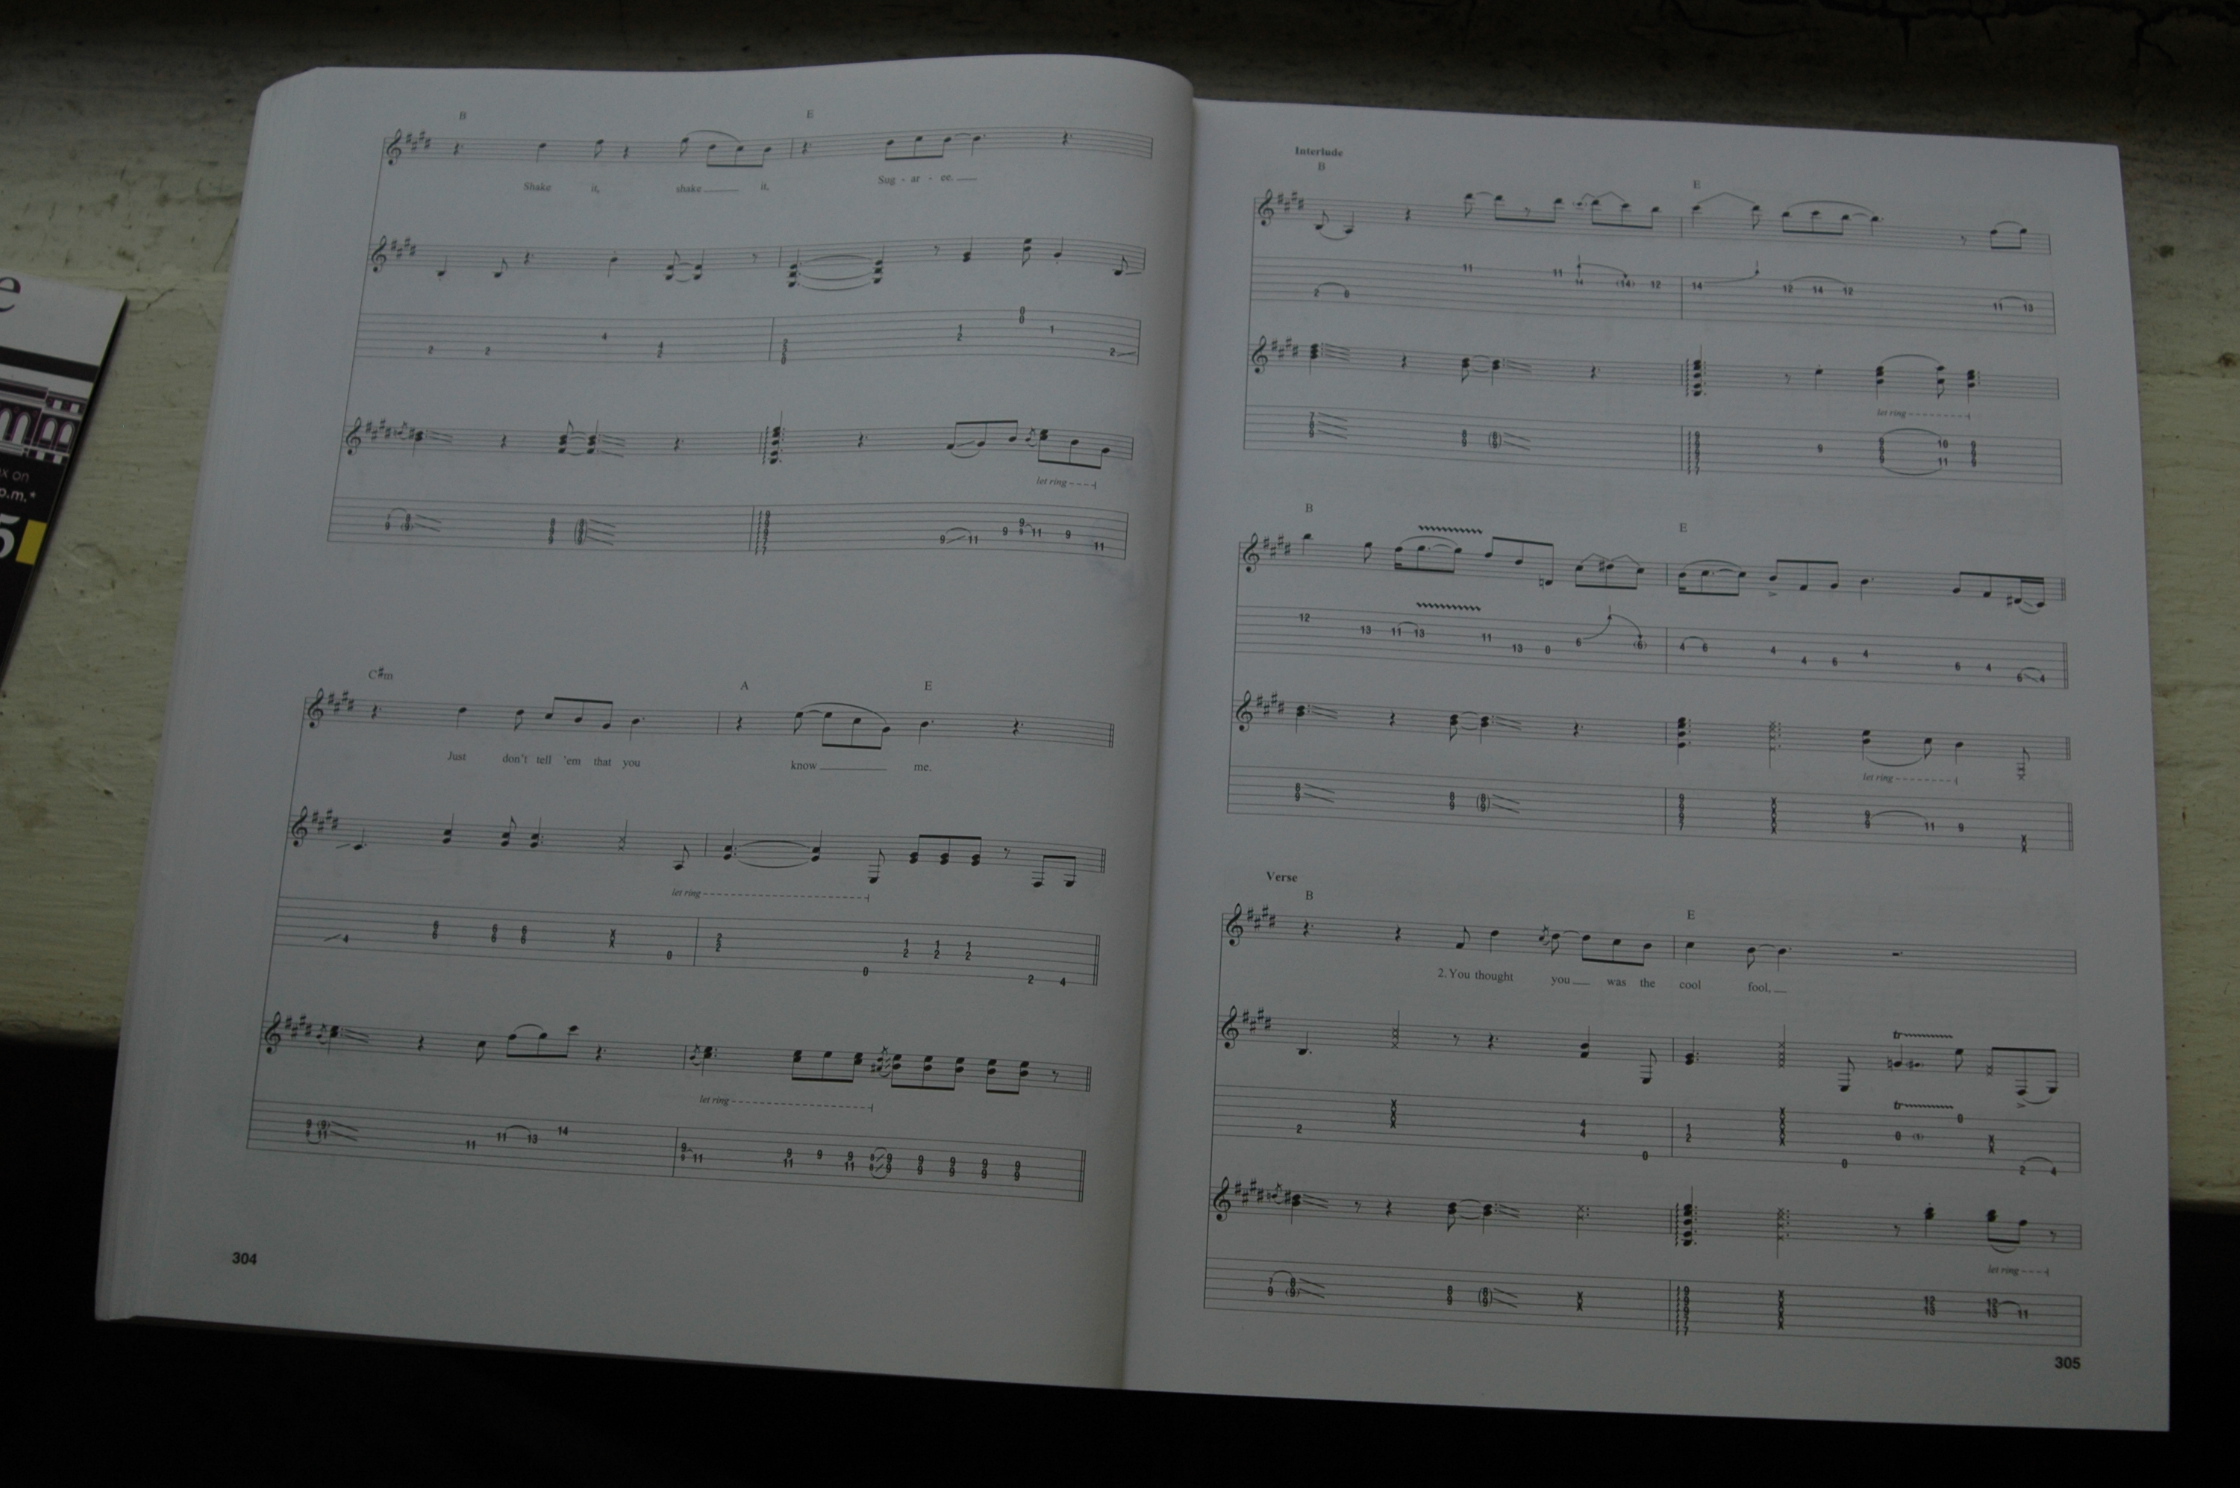 B E
Shake it, shake it, Sug - ar - ee.
let ring
C#m A E
Just don't tell 'em that you know me.
let ring
let ring
304
Interlude
B E
let ring
B E
let ring
Verse
B E
2. You thought you was the cool fool,
tr
tr
let ring
305
e
x on
p.m.*
5